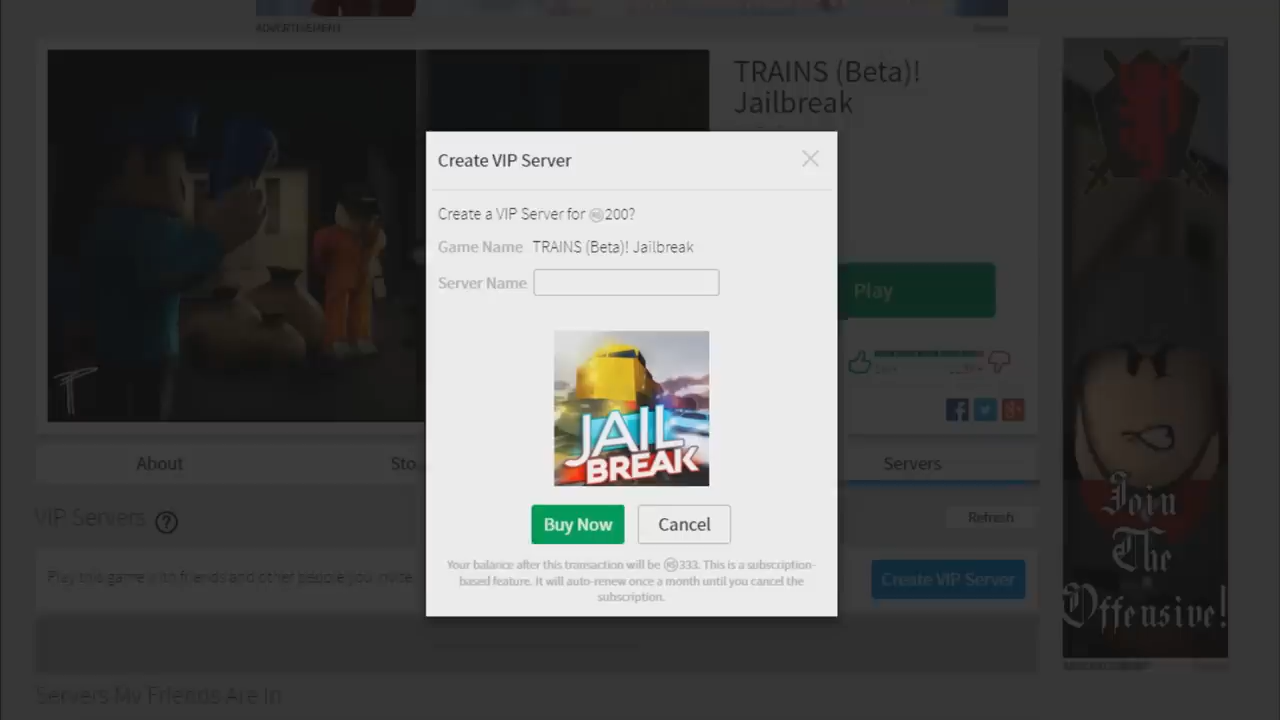 ADVERTISEMENT
TRAINS (Beta)!
Jailbreak
Create VIP Server
Create a VIP Server for R$200?
Game Name TRAINS (Beta)! Jailbreak
Server Name
Play
JAIL
BREAK
About
Sto
Servers
VIP Servers ?
Refresh
Buy Now
Cancel
Play this game with friends and other people you invite.
Create VIP Server
Your balance after this transaction will be R$333. This is a subscription-
based feature. It will auto-renew once a month until you cancel the
subscription.
Join
The
Offensive!
Servers My Friends Are In